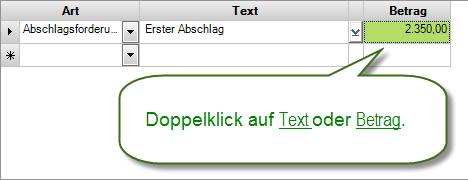 Art Text Betrag
Abschlagsforderu... Erster Abschlag 2.350,00
Doppelklick auf Text oder Betrag.